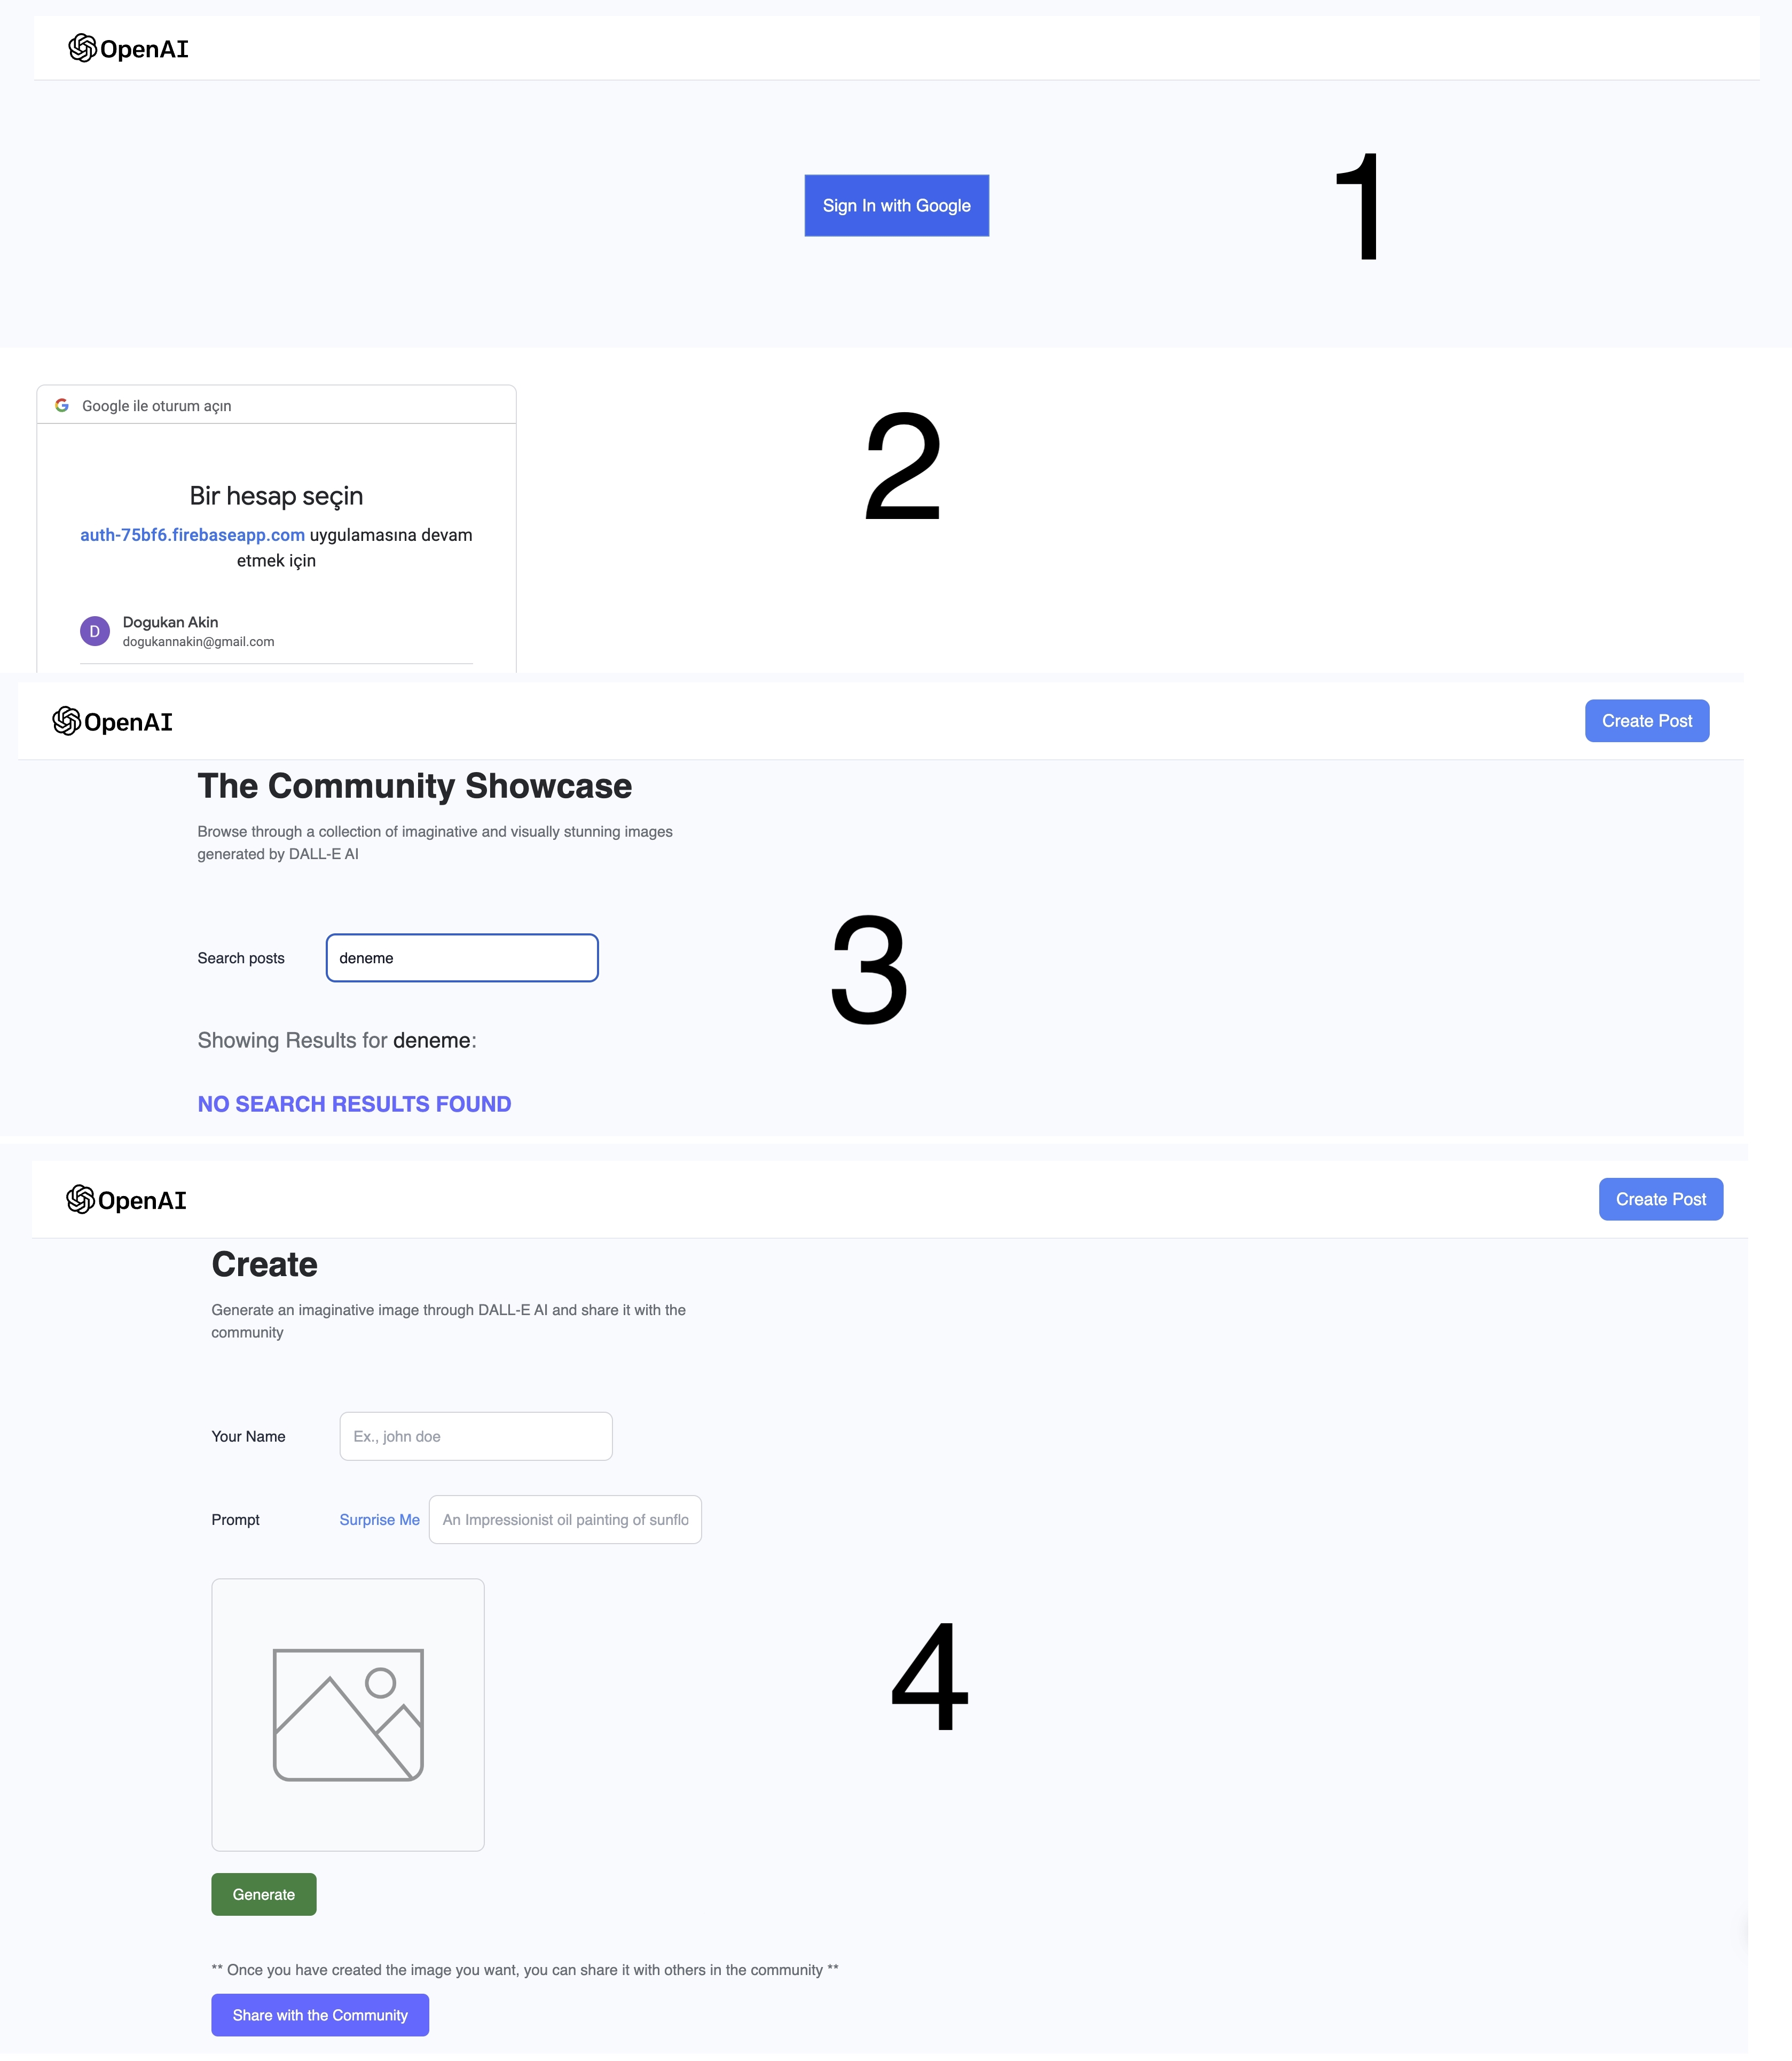 OpenAI
Sign In with Google
1
Google ile oturum açın
2
Bir hesap seçin
auth-75bf6.firebaseapp.com uygulamasına devam
etmek için
D
Dogukan Akin
dogukannakin@gmail.com
OpenAI
Create Post
The Community Showcase
Browse through a collection of imaginative and visually stunning images
generated by DALL-E AI
3
Search posts
deneme
Showing Results for deneme:
NO SEARCH RESULTS FOUND
OpenAI
Create Post
Create
Generate an imaginative image through DALL-E AI and share it with the
community
Your Name
Ex., john doe
Prompt
Surprise Me
An Impressionist oil painting of sunflo
4
Generate
** Once you have created the image you want, you can share it with others in the community **
Share with the Community